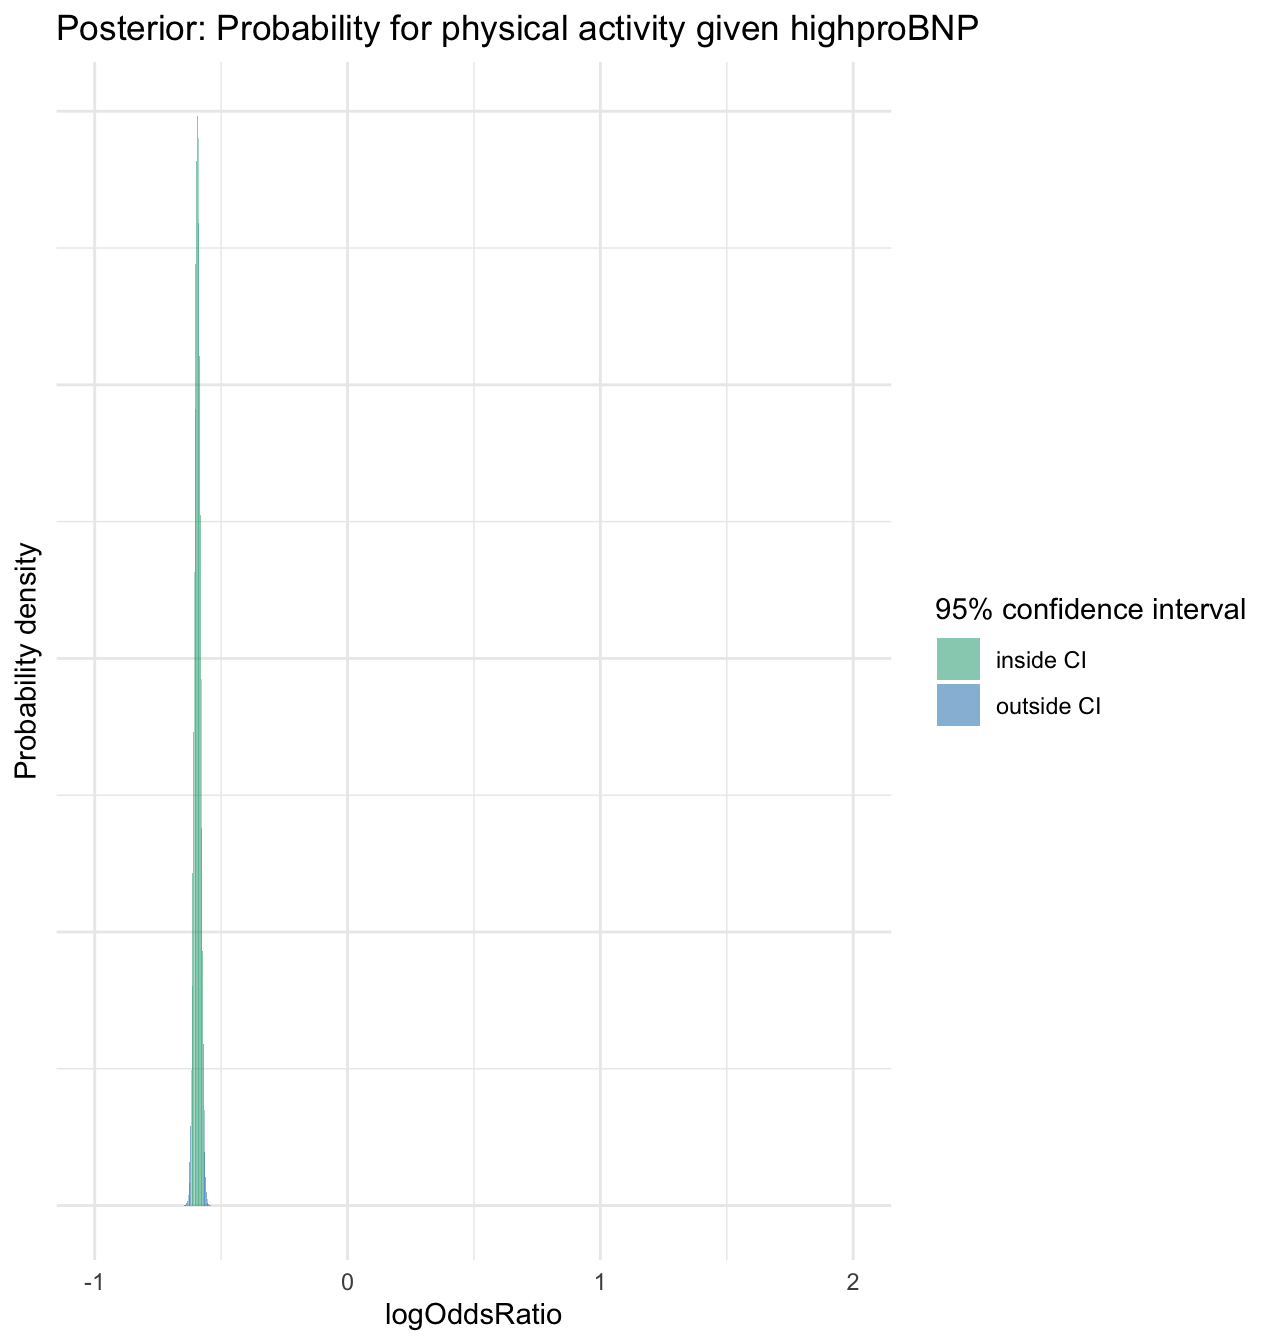 Posterior: Probability for physical activity given highproBNP
Probability density
95% confidence interval
inside CI
outside CI
-1 0 1 2
logOddsRatio